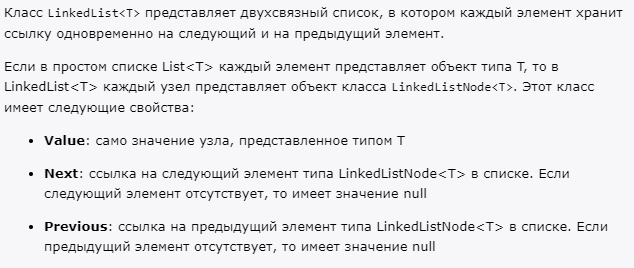 Класс LinkedList<T> представляет двухсвязный список, в котором каждый элемент хранит
ссылку одновременно на следующий и на предыдущий элемент.
Если в простом списке List<T> каждый элемент представляет объект типа T, то в
LinkedList<T> каждый узел представляет объект класса LinkedListNode<T>. Этот класс
имеет следующие свойства:
• Value: само значение узла, представленное типом T
• Next: ссылка на следующий элемент типа LinkedListNode<T> в списке. Если
следующий элемент отсутствует, то имеет значение null
• Previous: ссылка на предыдущий элемент типа LinkedListNode<T> в списке. Если
предыдущий элемент отсутствует, то имеет значение null